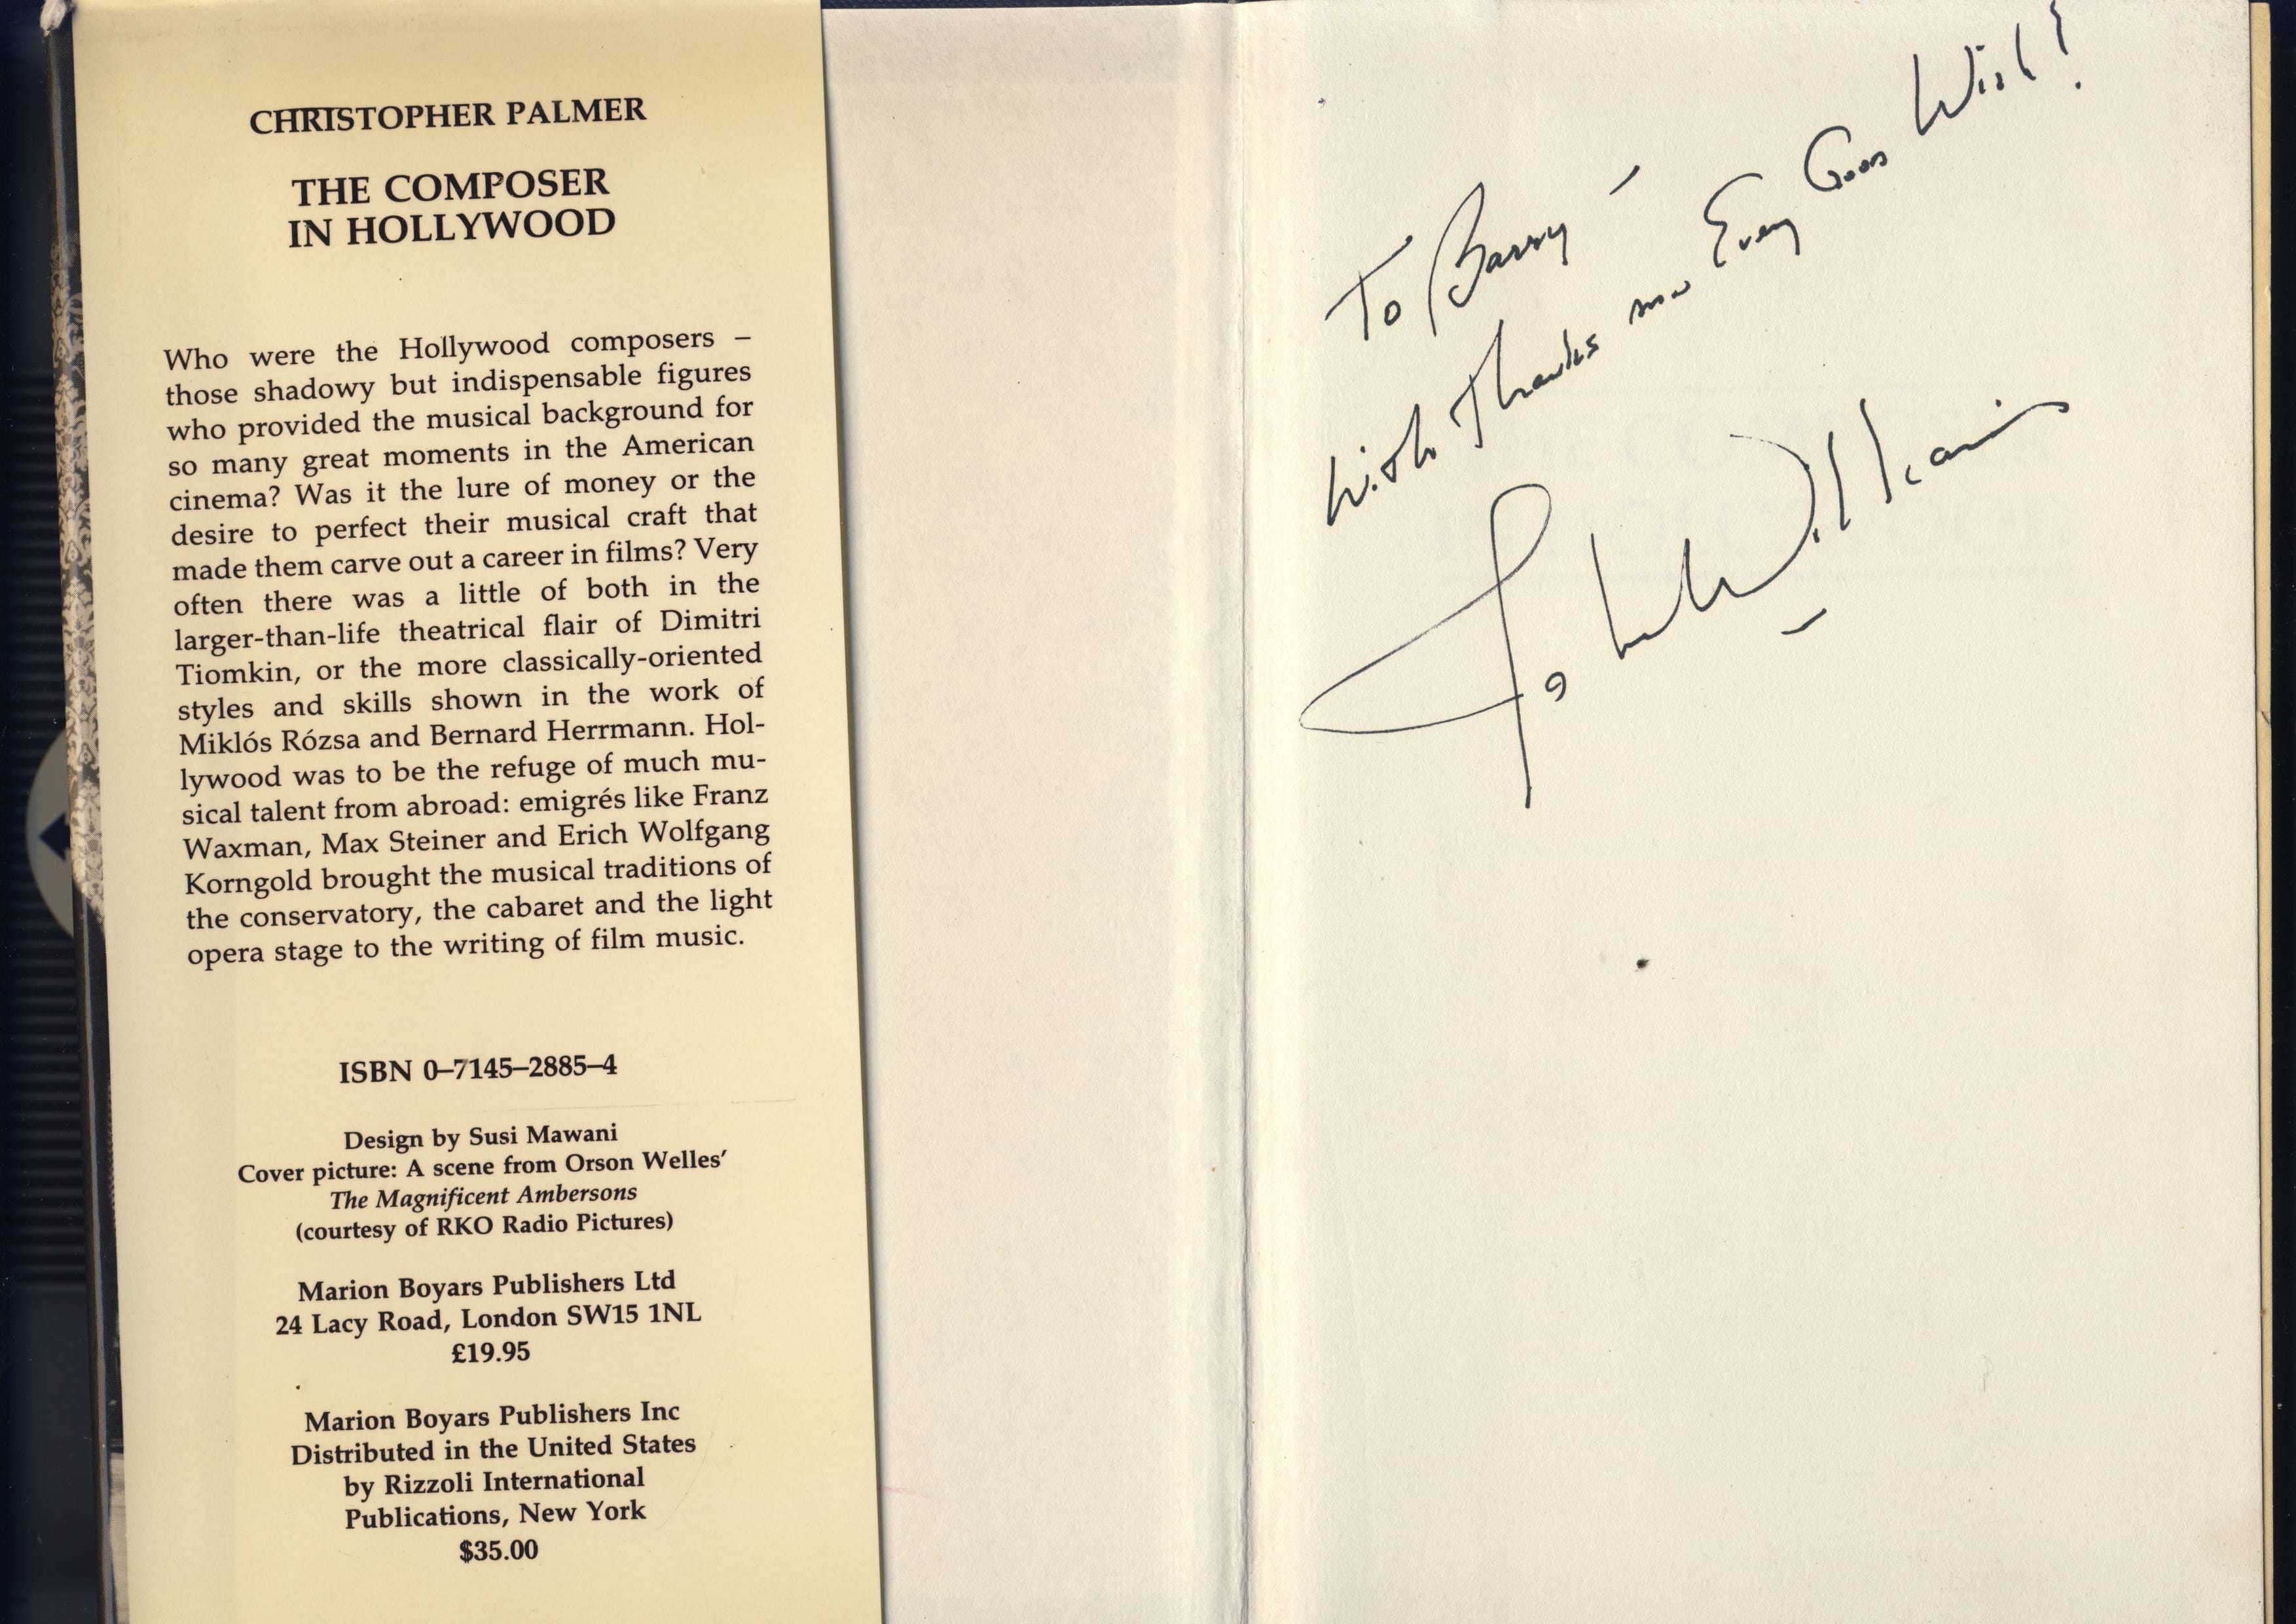 CHRISTOPHER PALMER
THE COMPOSER
IN HOLLYWOOD
Who were the Hollywood composers –
those shadowy but indispensable figures
who provided the musical background for
so many great moments in the American
cinema? Was it the lure of money or the
desire to perfect their musical craft that
made them carve out a career in films? Very
often there was a little of both in the
larger-than-life theatrical flair of Dimitri
Tiomkin, or the more classically-oriented
styles and skills shown in the work of
Miklós Rózsa and Bernard Herrmann. Hol-
lywood was to be the refuge of much mu-
sical talent from abroad: emigrés like Franz
Waxman, Max Steiner and Erich Wolfgang
Korngold brought the musical traditions of
the conservatory, the cabaret and the light
opera stage to the writing of film music.
ISBN 0–7145–2885–4
Design by Susi Mawani
Cover picture: A scene from Orson Welles’
The Magnificent Ambersons
(courtesy of RKO Radio Pictures)
Marion Boyars Publishers Ltd
24 Lacy Road, London SW15 1NL
£19.95
Marion Boyars Publishers Inc
Distributed in the United States
by Rizzoli International
Publications, New York
$35.00
To Barry –
With Thanks and Every Good Wish!
John Williams